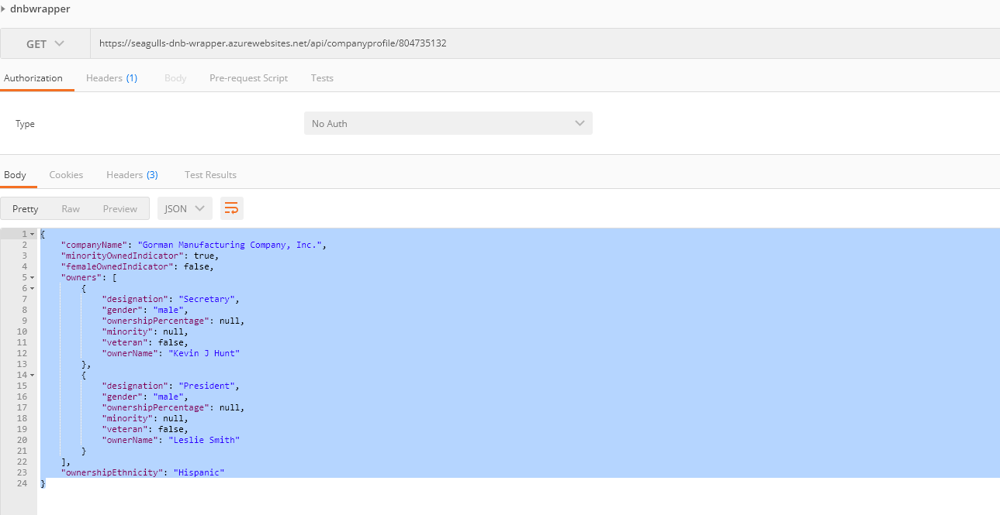 dnbwrapper
GET https://seagulls-dnb-wrapper.azurewebsites.net/api/companyprofile/804735132
Authorization Headers (1) Body Pre-request Script Tests
Type No Auth
Body Cookies Headers (3) Test Results
Pretty Raw Preview JSON
1 {
2 "companyName": "Gorman Manufacturing Company, Inc.",
3 "minorityOwnedIndicator": true,
4 "femaleOwnedIndicator": false,
5 "owners": [
6 {
7 "designation": "Secretary",
8 "gender": "male",
9 "ownershipPercentage": null,
10 "minority": null,
11 "veteran": false,
12 "ownerName": "Kevin J Hunt"
13 },
14 {
15 "designation": "President",
16 "gender": "male",
17 "ownershipPercentage": null,
18 "minority": null,
19 "veteran": false,
20 "ownerName": "Leslie Smith"
21 }
22 ],
23 "ownershipEthnicity": "Hispanic"
24 }